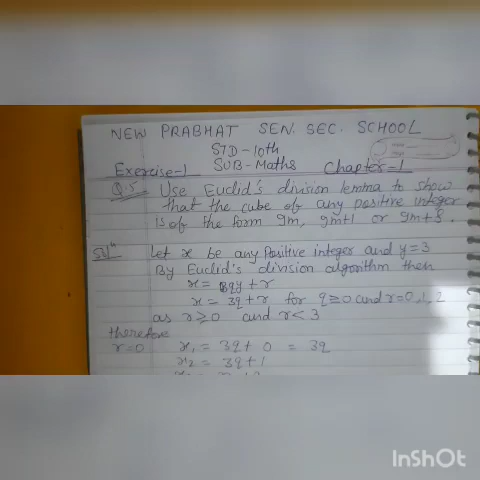 NEW PRABHAT SEN. SEC. SCHOOL
STD-10th
Exercise-1 SUB-Maths Chapter-1
Q.5 Use Euclid's division lemma to show
that the cube of any positive integer
is of the form 9m, 9m+1 or 9m+8.
Solⁿ Let x be any positive integer and y=3
By Euclid's division algorithm then
x = 3qy + r
x = 3q+r for q≥0 and r=0,1,2
as r≥0 and r<3
therefore
r=0 x₁ = 3q+ 0 = 3q
x₂ = 3q+1
InShOt